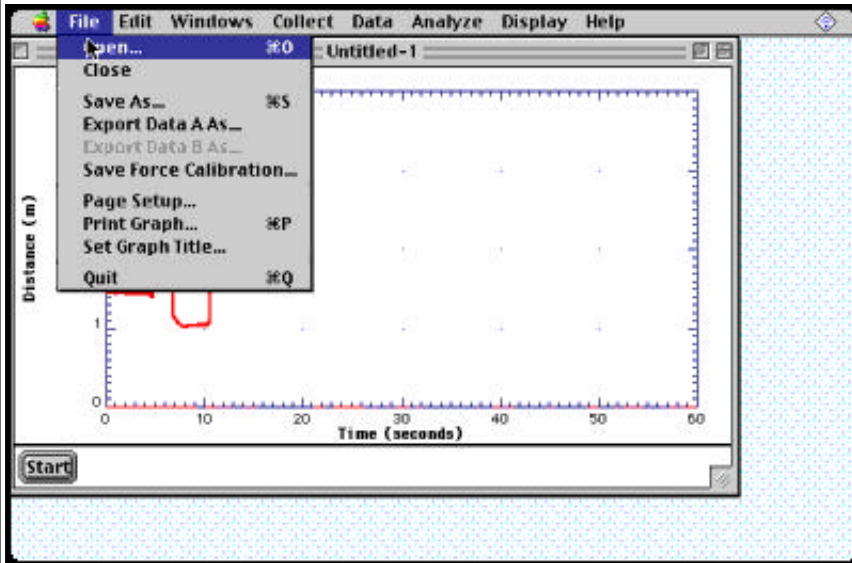 File Edit Windows Collect Data Analyze Display Help
Untitled-1
Open... ⌘O
Close
Save As... ⌘S
Export Data A As...
Export Data B As...
Save Force Calibration...
Page Setup...
Print Graph... ⌘P
Set Graph Title...
Quit ⌘Q
Distance (m)
1
0
0 10 20 30 40 50 60
Time (seconds)
Start